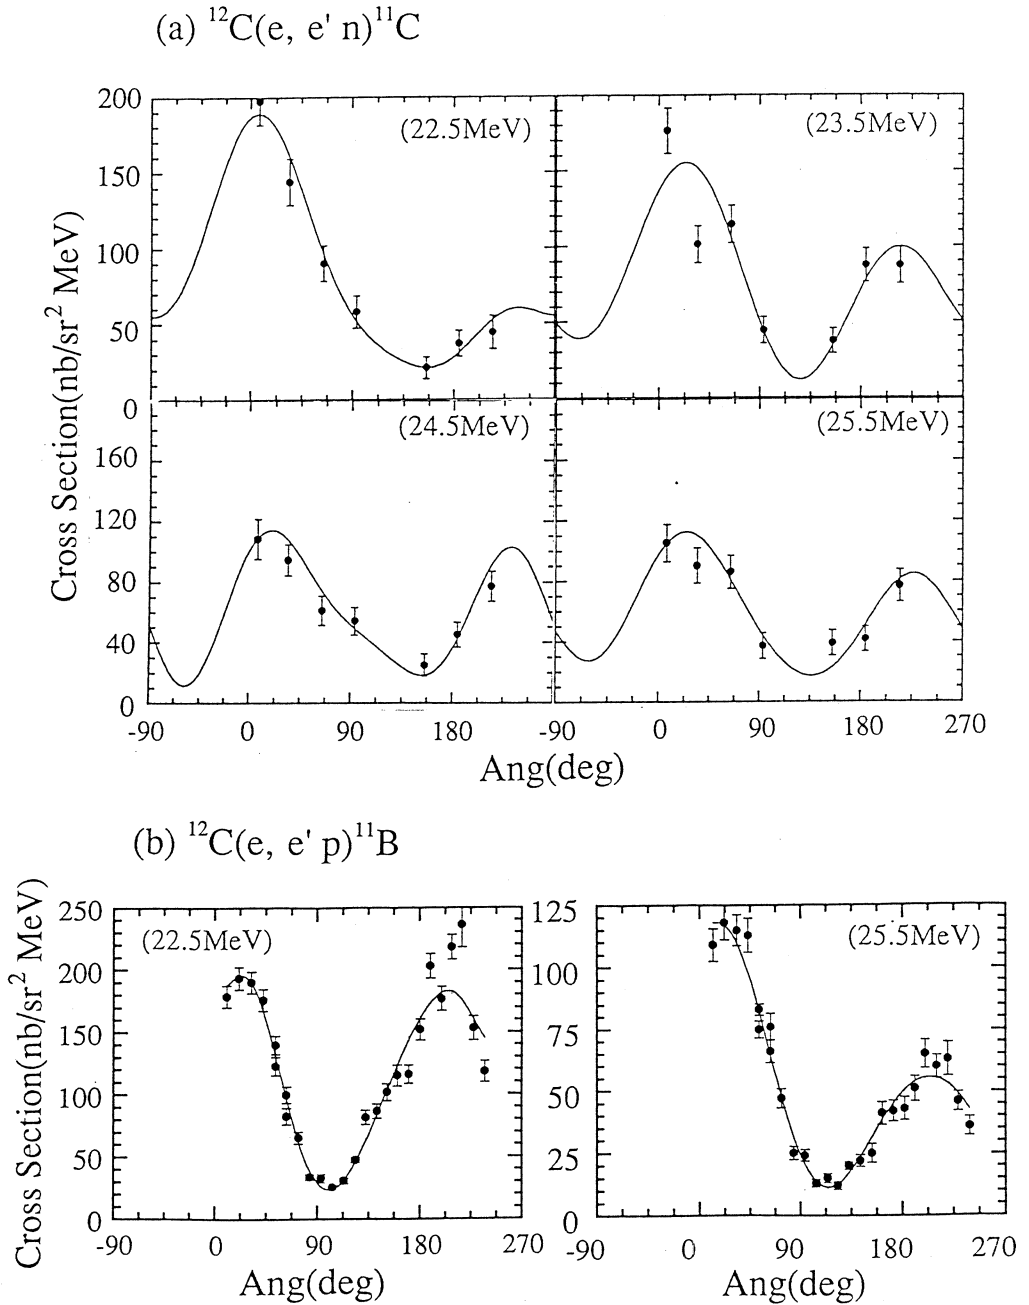 (a) ¹²C(e, e' n)¹¹C
200
150
100
50
0
(22.5MeV)
(23.5MeV)
Cross Section(nb/sr² MeV)
160
120
80
40
0
(24.5MeV)
(25.5MeV)
-90 0 90 180 -90 0 90 180 270
Ang(deg)
(b) ¹²C(e, e' p)¹¹B
Cross Section(nb/sr² MeV)
250
200
150
100
50
0
(22.5MeV)
-90 0 90 180 270
Ang(deg)
125
100
75
50
25
0
(25.5MeV)
-90 0 90 180 270
Ang(deg)